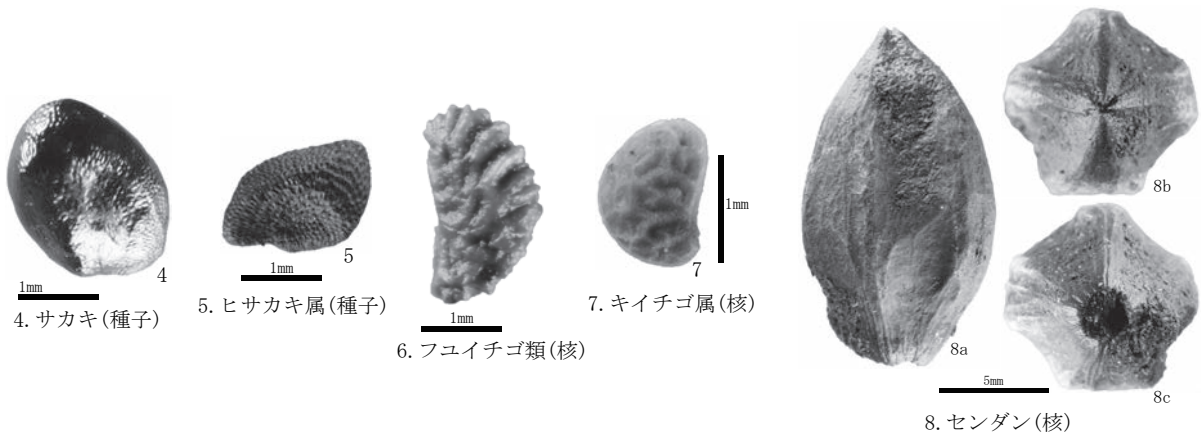 4
1mm
4.サカキ(種子)
5
1mm
5.ヒサカキ属(種子)
1mm
6.フユイチゴ類(核)
1mm
7
7.キイチゴ属(核)
8a
8b
8c
5mm
8.センダン(核)